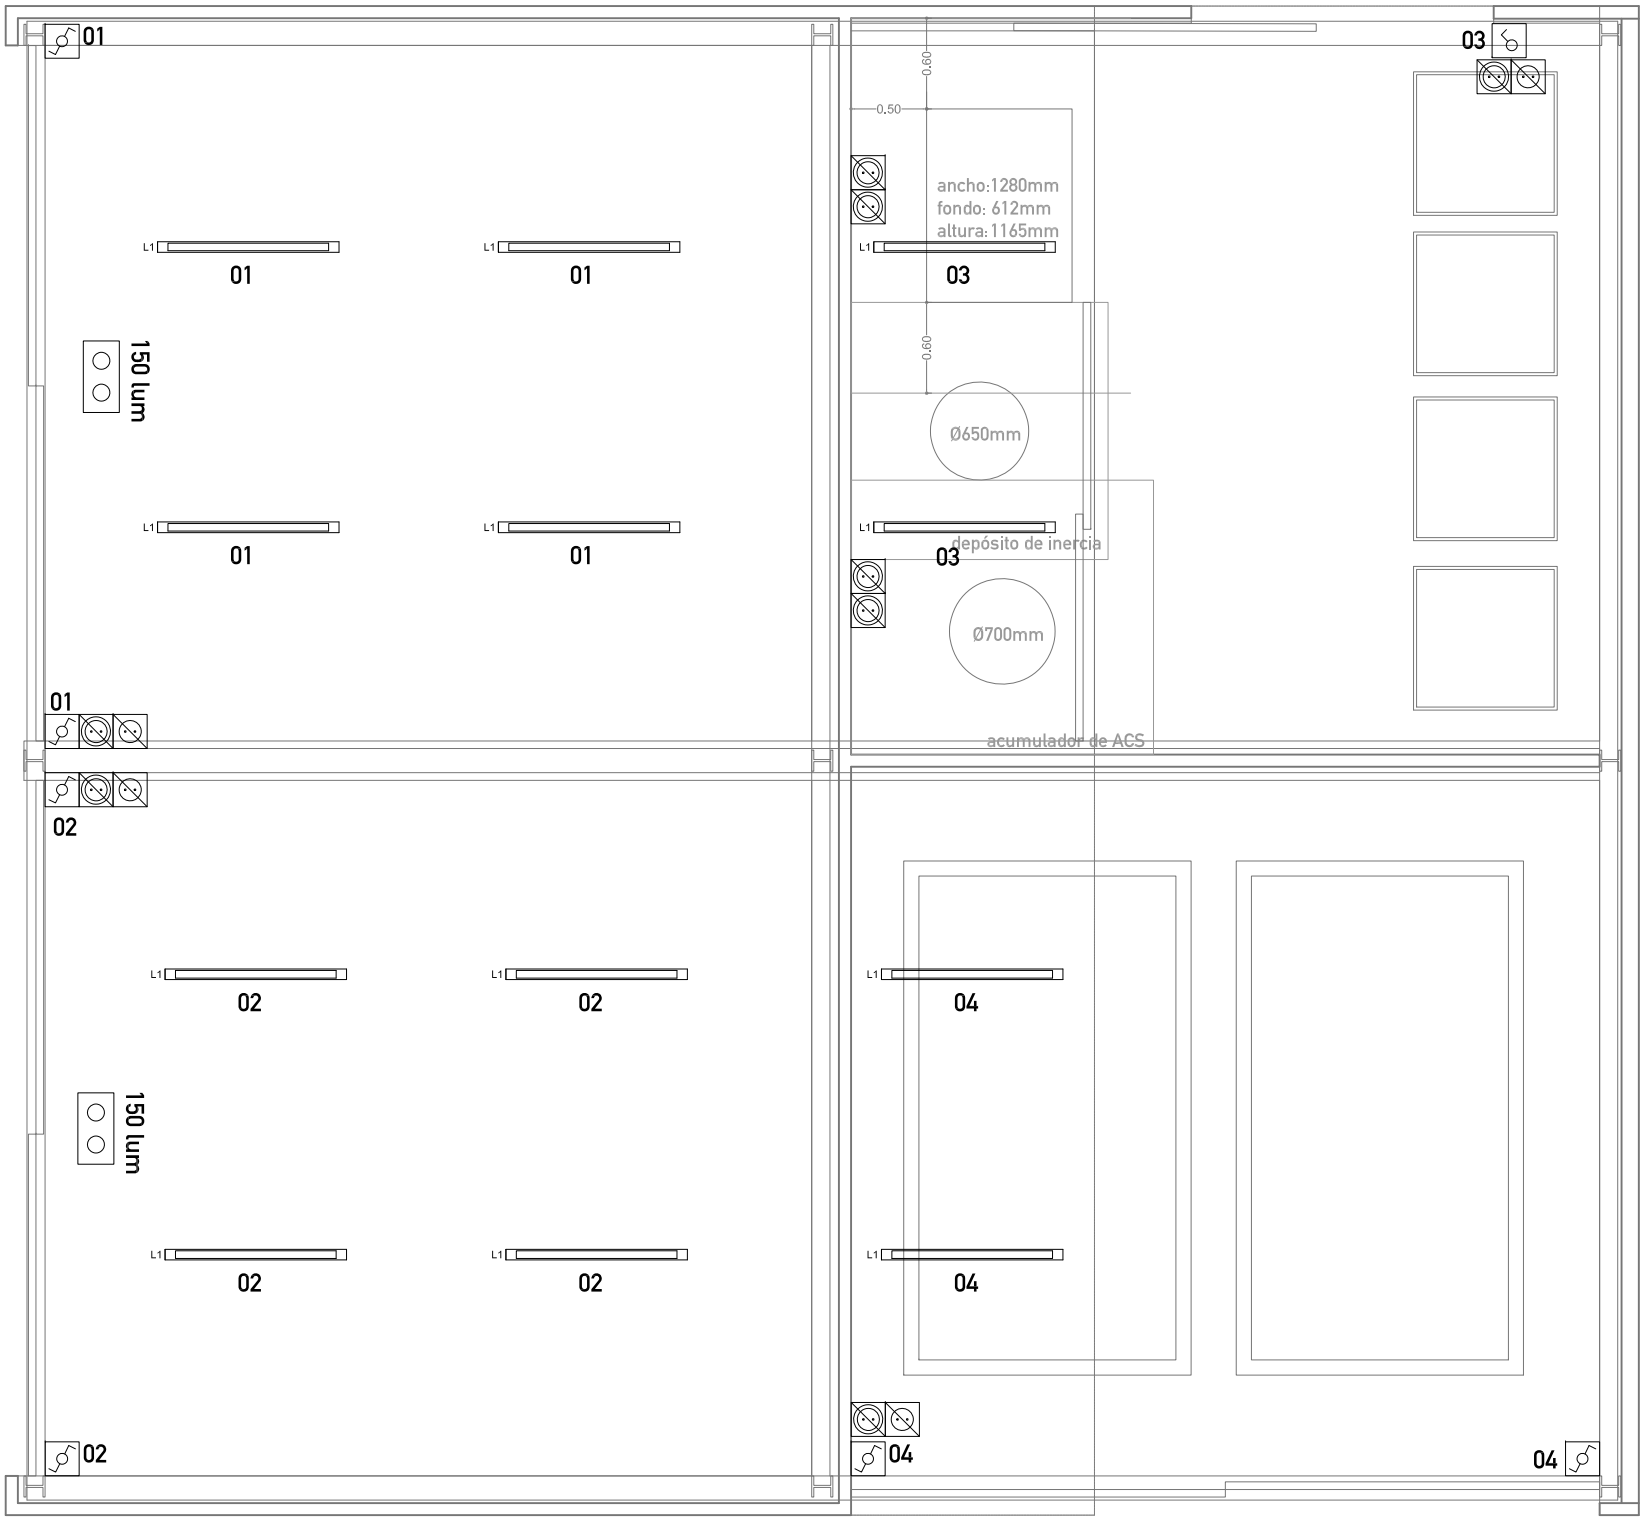 01
03
0.60
0.50
ancho:1280mm
fondo: 612mm
altura:1165mm
L1
L1
L1
01
01
03
0.60
150 lum
Ø650mm
L1
L1
L1
depósito de inercia
01
01
03
Ø700mm
01
acumulador de ACS
02
L1
L1
L1
02
02
04
150 lum
L1
L1
L1
02
02
04
02
04
04